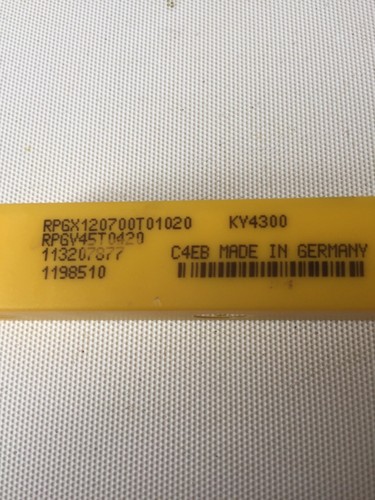 RPGX120700T01020 KY4300
RPGV45T0420
113207877 C4EB MADE IN GERMANY
1198510